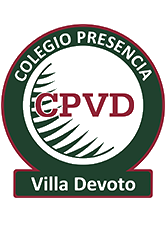 COLEGIO PRESENCIA
CPVD
Villa Devoto